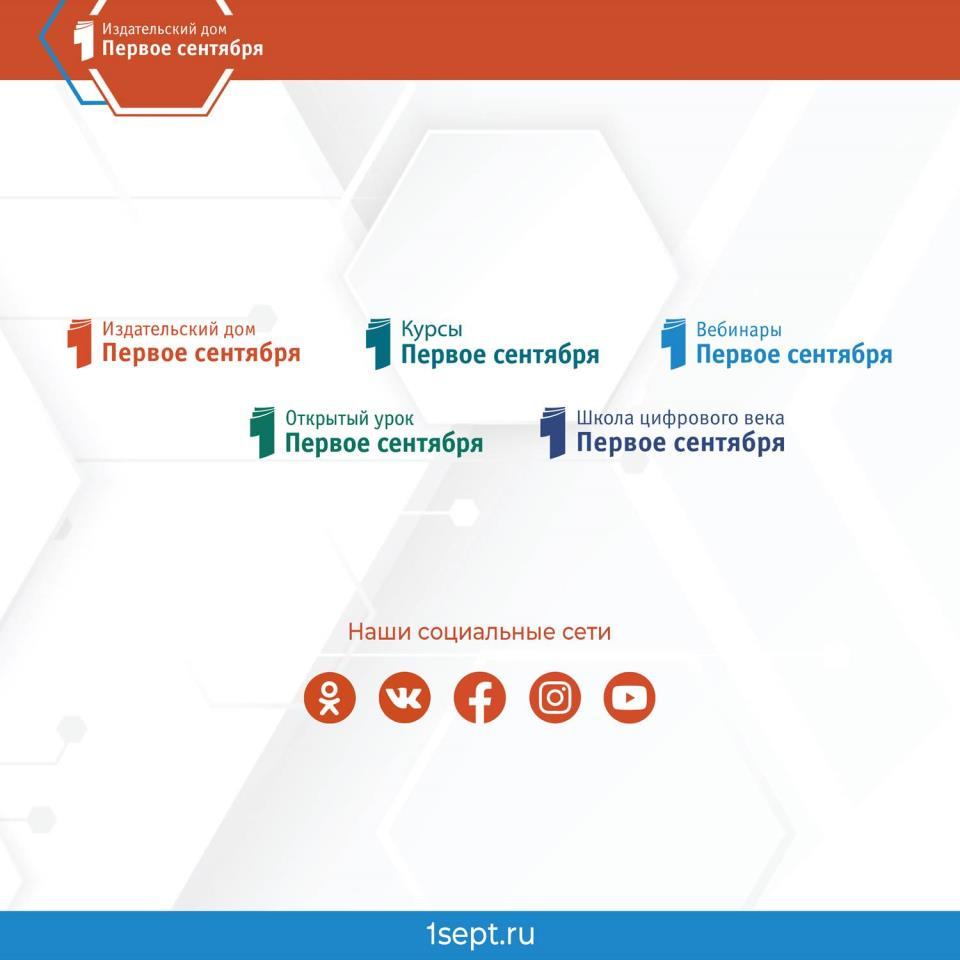 Издательский дом
Первое сентября
Издательский дом
Первое сентября
Курсы
Первое сентября
Вебинары
Первое сентября
Открытый урок
Первое сентября
Школа цифрового века
Первое сентября
Наши социальные сети
1sept.ru